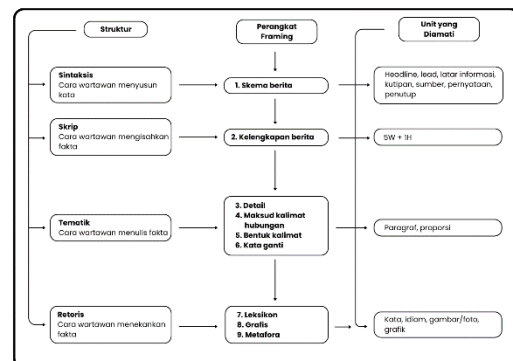 Struktur
Perangkat
Framing
Unit yang
Diamati
Sintaksis
Cara wartawan menyusun
kata
1. Skema berita
Headline, lead, latar informasi,
kutipan, sumber, pernyataan,
penutup
Skrip
Cara wartawan mengisahkan
fakta
2. Kelengkapan berita
5W + 1H
Tematik
Cara wartawan menulis fakta
3. Detail
4. Maksud kalimat
hubungan
5. Bentuk kalimat
6. Kata ganti
Paragraf, proporsi
Retoris
Cara wartawan menekankan
fakta
7. Leksikon
8. Grafis
9. Metafora
Kata, idiom, gambar/foto,
grafik